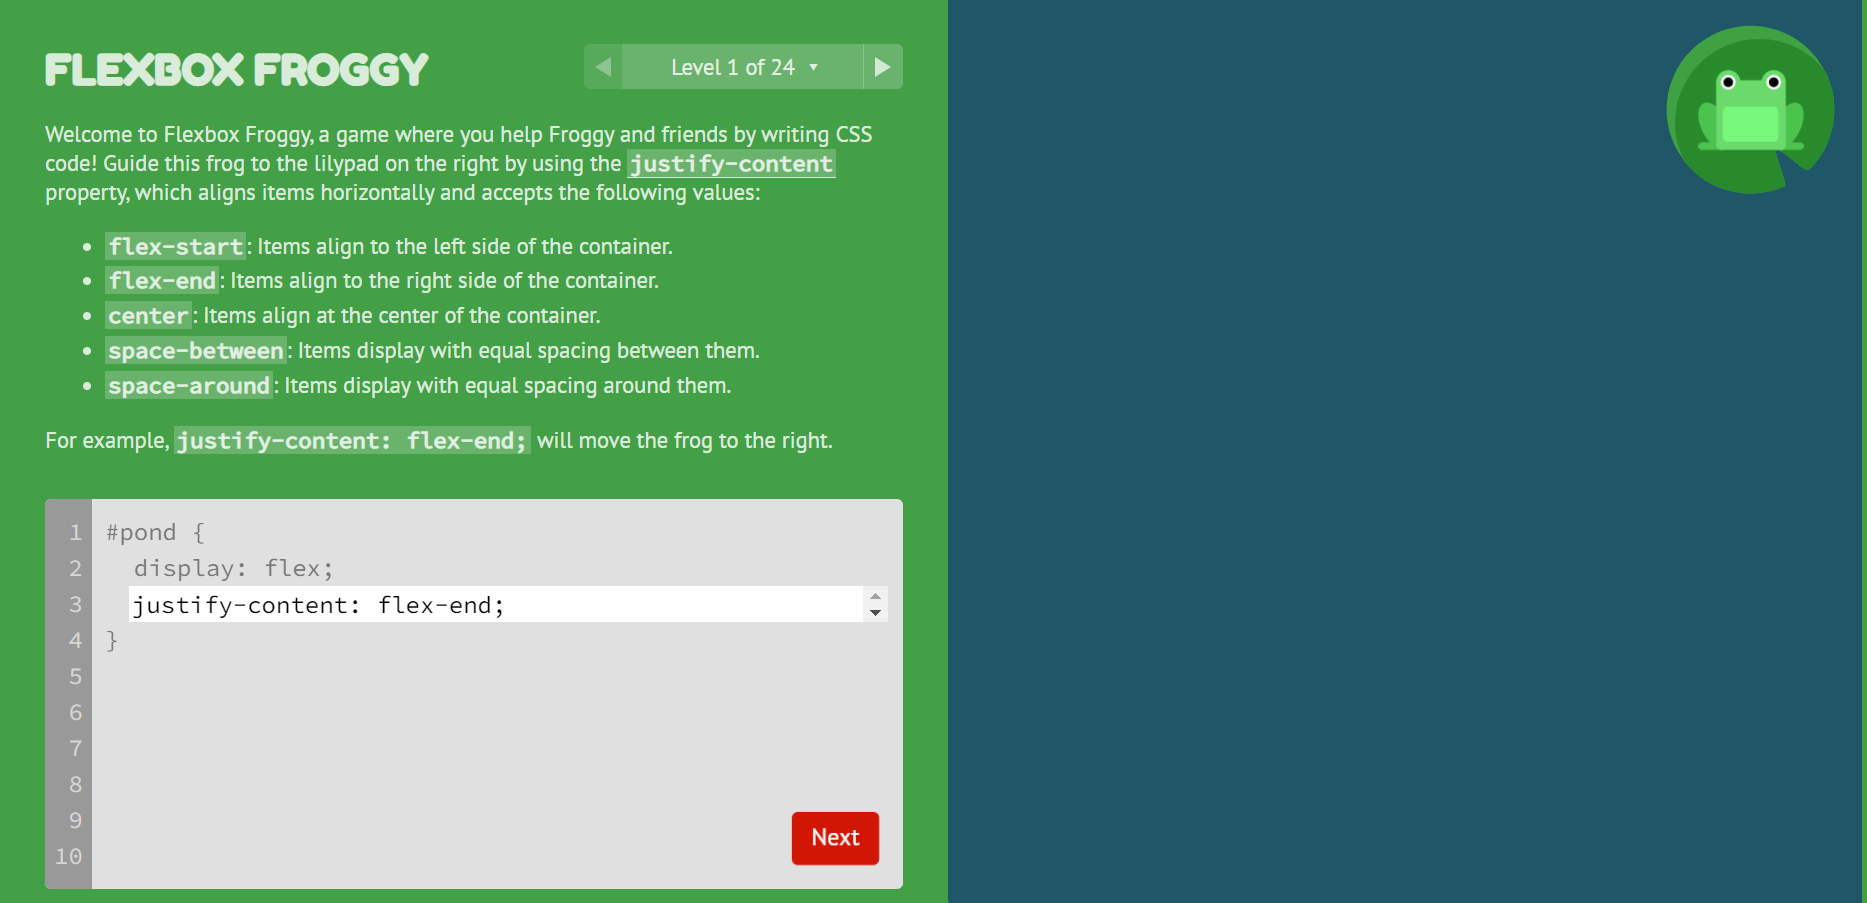 FLEXBOX FROGGY
Level 1 of 24
Welcome to Flexbox Froggy, a game where you help Froggy and friends by writing CSS
code! Guide this frog to the lilypad on the right by using the justify-content
property, which aligns items horizontally and accepts the following values:
flex-start: Items align to the left side of the container.
flex-end: Items align to the right side of the container.
center: Items align at the center of the container.
space-between: Items display with equal spacing between them.
space-around: Items display with equal spacing around them.
For example, justify-content: flex-end; will move the frog to the right.
1 #pond {
2 display: flex;
3 justify-content: flex-end;
4 }
5
6
7
8
9
10
Next